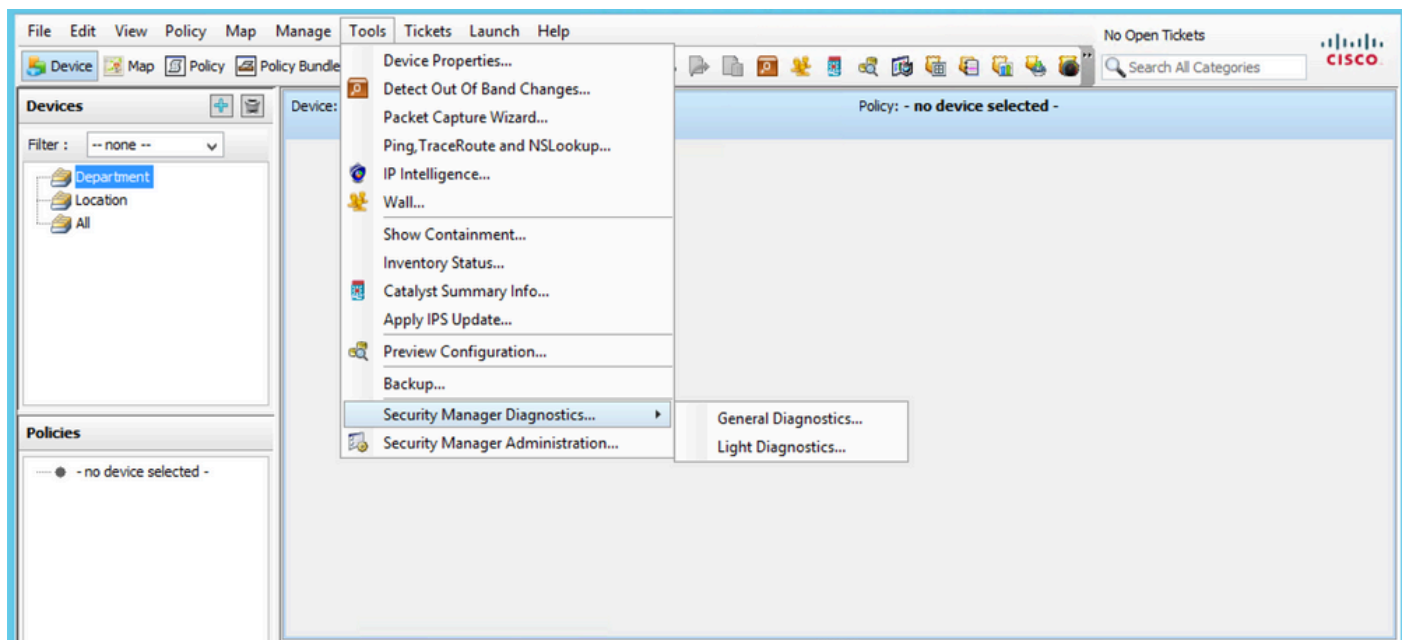 File Edit View Policy Map Manage Tools Tickets Launch Help
No Open Tickets
CISCO
Device Map Policy Policy Bundle
Search All Categories
Devices
Filter : -- none --
Department
Location
All
Policies
- no device selected -
Device:
Policy: - no device selected -
Device Properties...
Detect Out Of Band Changes...
Packet Capture Wizard...
Ping,TraceRoute and NSLookup...
IP Intelligence...
Wall...
Show Containment...
Inventory Status...
Catalyst Summary Info...
Apply IPS Update...
Preview Configuration...
Backup...
Security Manager Diagnostics...
Security Manager Administration...
General Diagnostics...
Light Diagnostics...